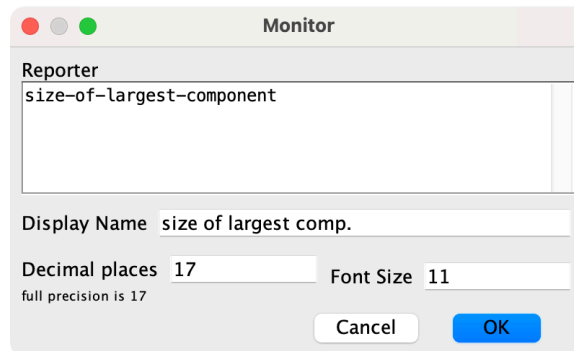 Monitor
Reporter
size-of-largest-component
Display Name size of largest comp.
Decimal places 17 Font Size 11
full precision is 17
Cancel OK